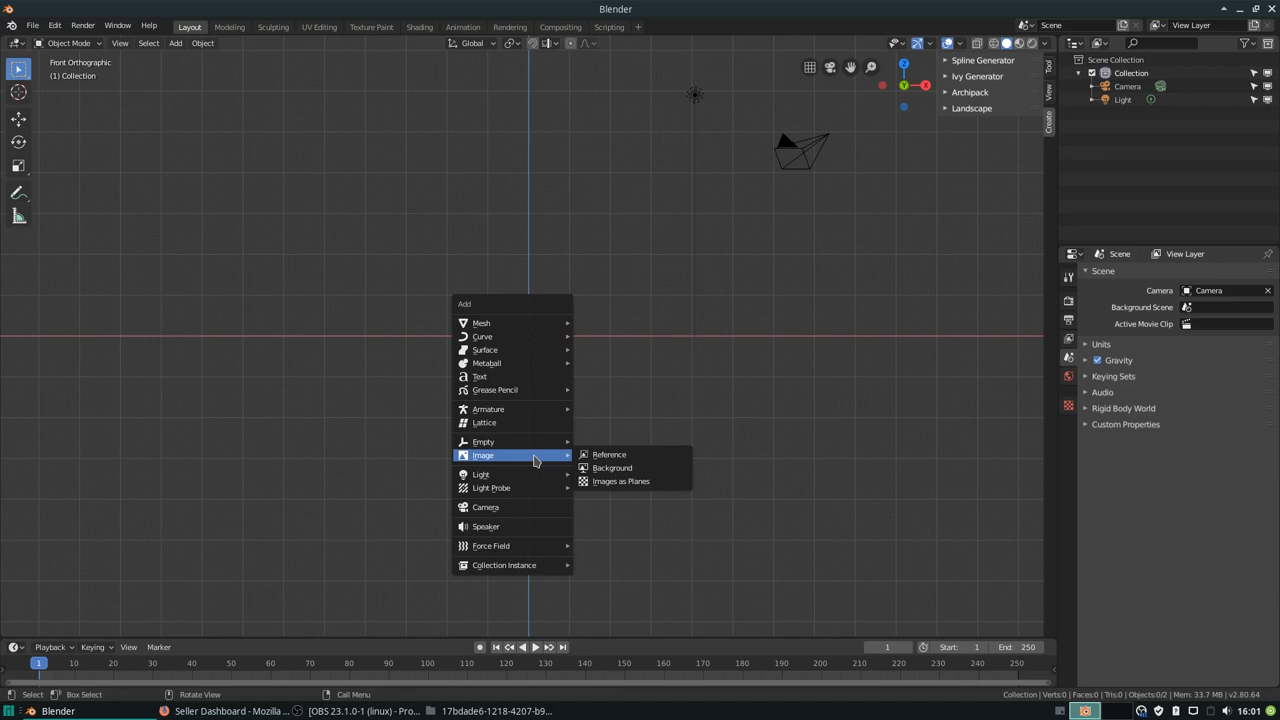 Blender
File Edit Render Window Help
Layout Modeling Sculpting UV Editing Texture Paint Shading Animation Rendering Compositing Scripting +
Scene
View Layer
Object Mode View Select Add Object
Global
Front Orthographic
(1) Collection
Z
Y
X
Spline Generator
Ivy Generator
Archipack
Landscape
Tool
View
Create
Scene Collection
Collection
Camera
Light
Scene View Layer
Scene
Camera Camera
Background Scene
Active Movie Clip
Units
Gravity
Keying Sets
Audio
Rigid Body World
Custom Properties
Add
Mesh
Curve
Surface
Metaball
Text
Grease Pencil
Armature
Lattice
Empty
Image
Light
Light Probe
Camera
Speaker
Force Field
Collection Instance
Reference
Background
Images as Planes
Playback Keying View Marker
1 Start: 1 End: 250
1 10 20 30 40 50 60 70 80 90 100 110 120 130 140 150 160 170 180 190 200 210 220 230 240 250
Select Box Select Rotate View Call Menu
Collection | Verts:0 | Faces:0 | Tris:0 | Objects:0/2 | Mem: 33.7 MB | v2.80.64
Blender Seller Dashboard - Mozilla ... [OBS 23.1.0-1 (linux) - Pro... 17bdade6-1218-4207-b9... 16:01